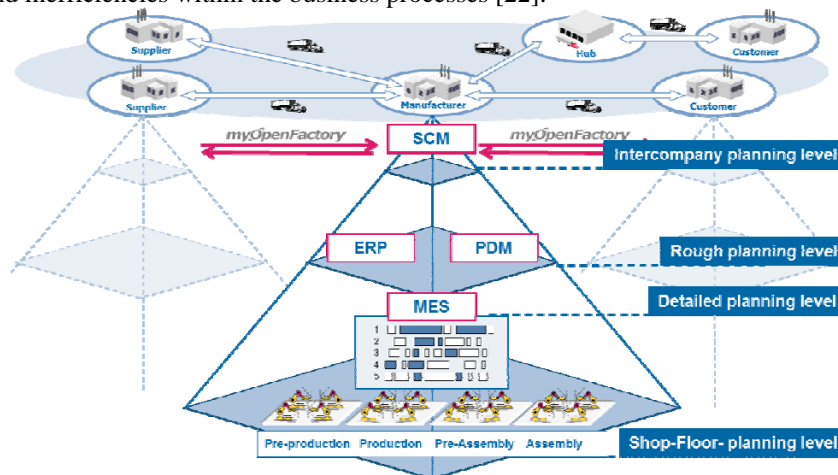 and inefficiencies within the business processes [22].
Supplier
Hub
Customer
Supplier
Manufacturer
Customer
myOpenFactory
SCM
myOpenFactory
Intercompany planning level
ERP
PDM
Rough planning level
MES
Detailed planning level
1
2
3
4
5
Pre-production Production Pre-Assembly Assembly
Shop-Floor- planning level